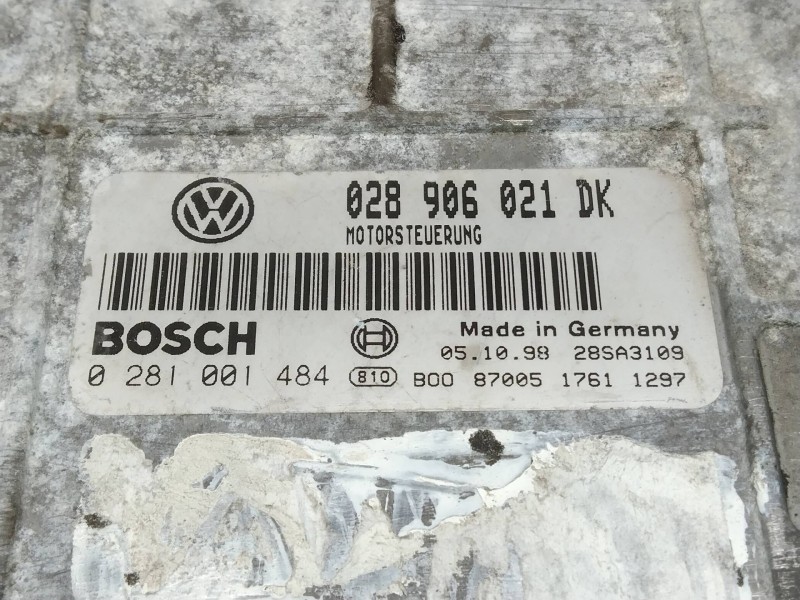 028 906 021 DK
MOTORSTEUERUNG
BOSCH
Made in Germany
05.10.98 28SA3109
0 281 001 484 810 B00 87005 1761 1297